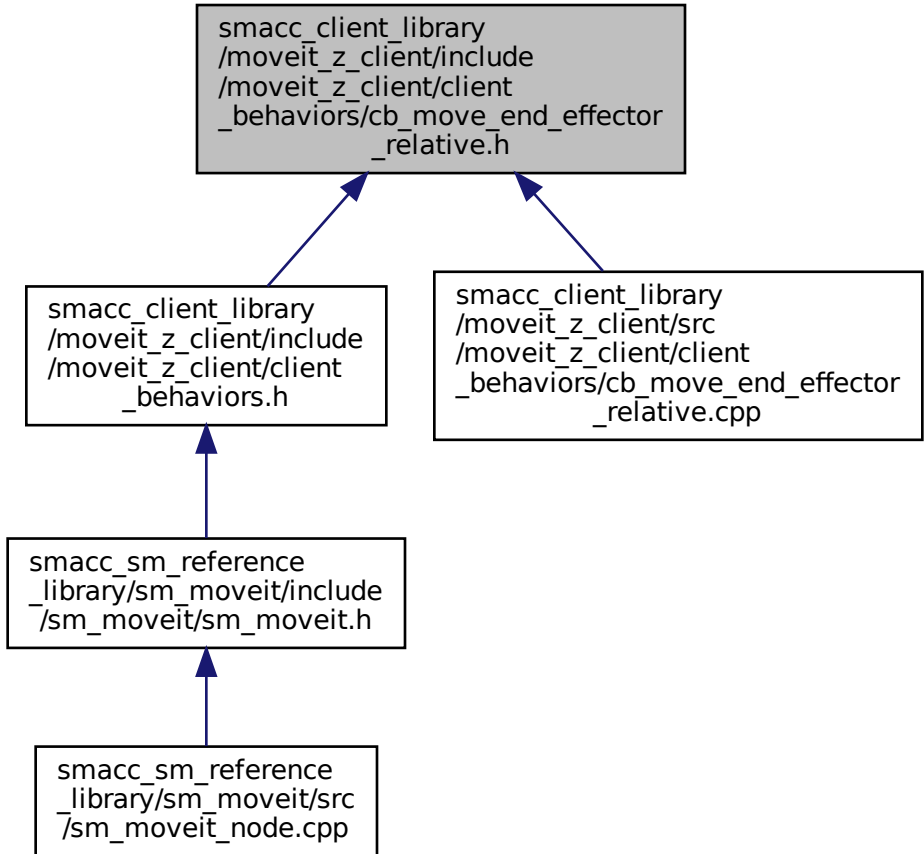 smacc_client_library
/moveit_z_client/include
/moveit_z_client/client
_behaviors/cb_move_end_effector
_relative.h
smacc_client_library
/moveit_z_client/include
/moveit_z_client/client
_behaviors.h
smacc_client_library
/moveit_z_client/src
/moveit_z_client/client
_behaviors/cb_move_end_effector
_relative.cpp
smacc_sm_reference
_library/sm_moveit/include
/sm_moveit/sm_moveit.h
smacc_sm_reference
_library/sm_moveit/src
/sm_moveit_node.cpp